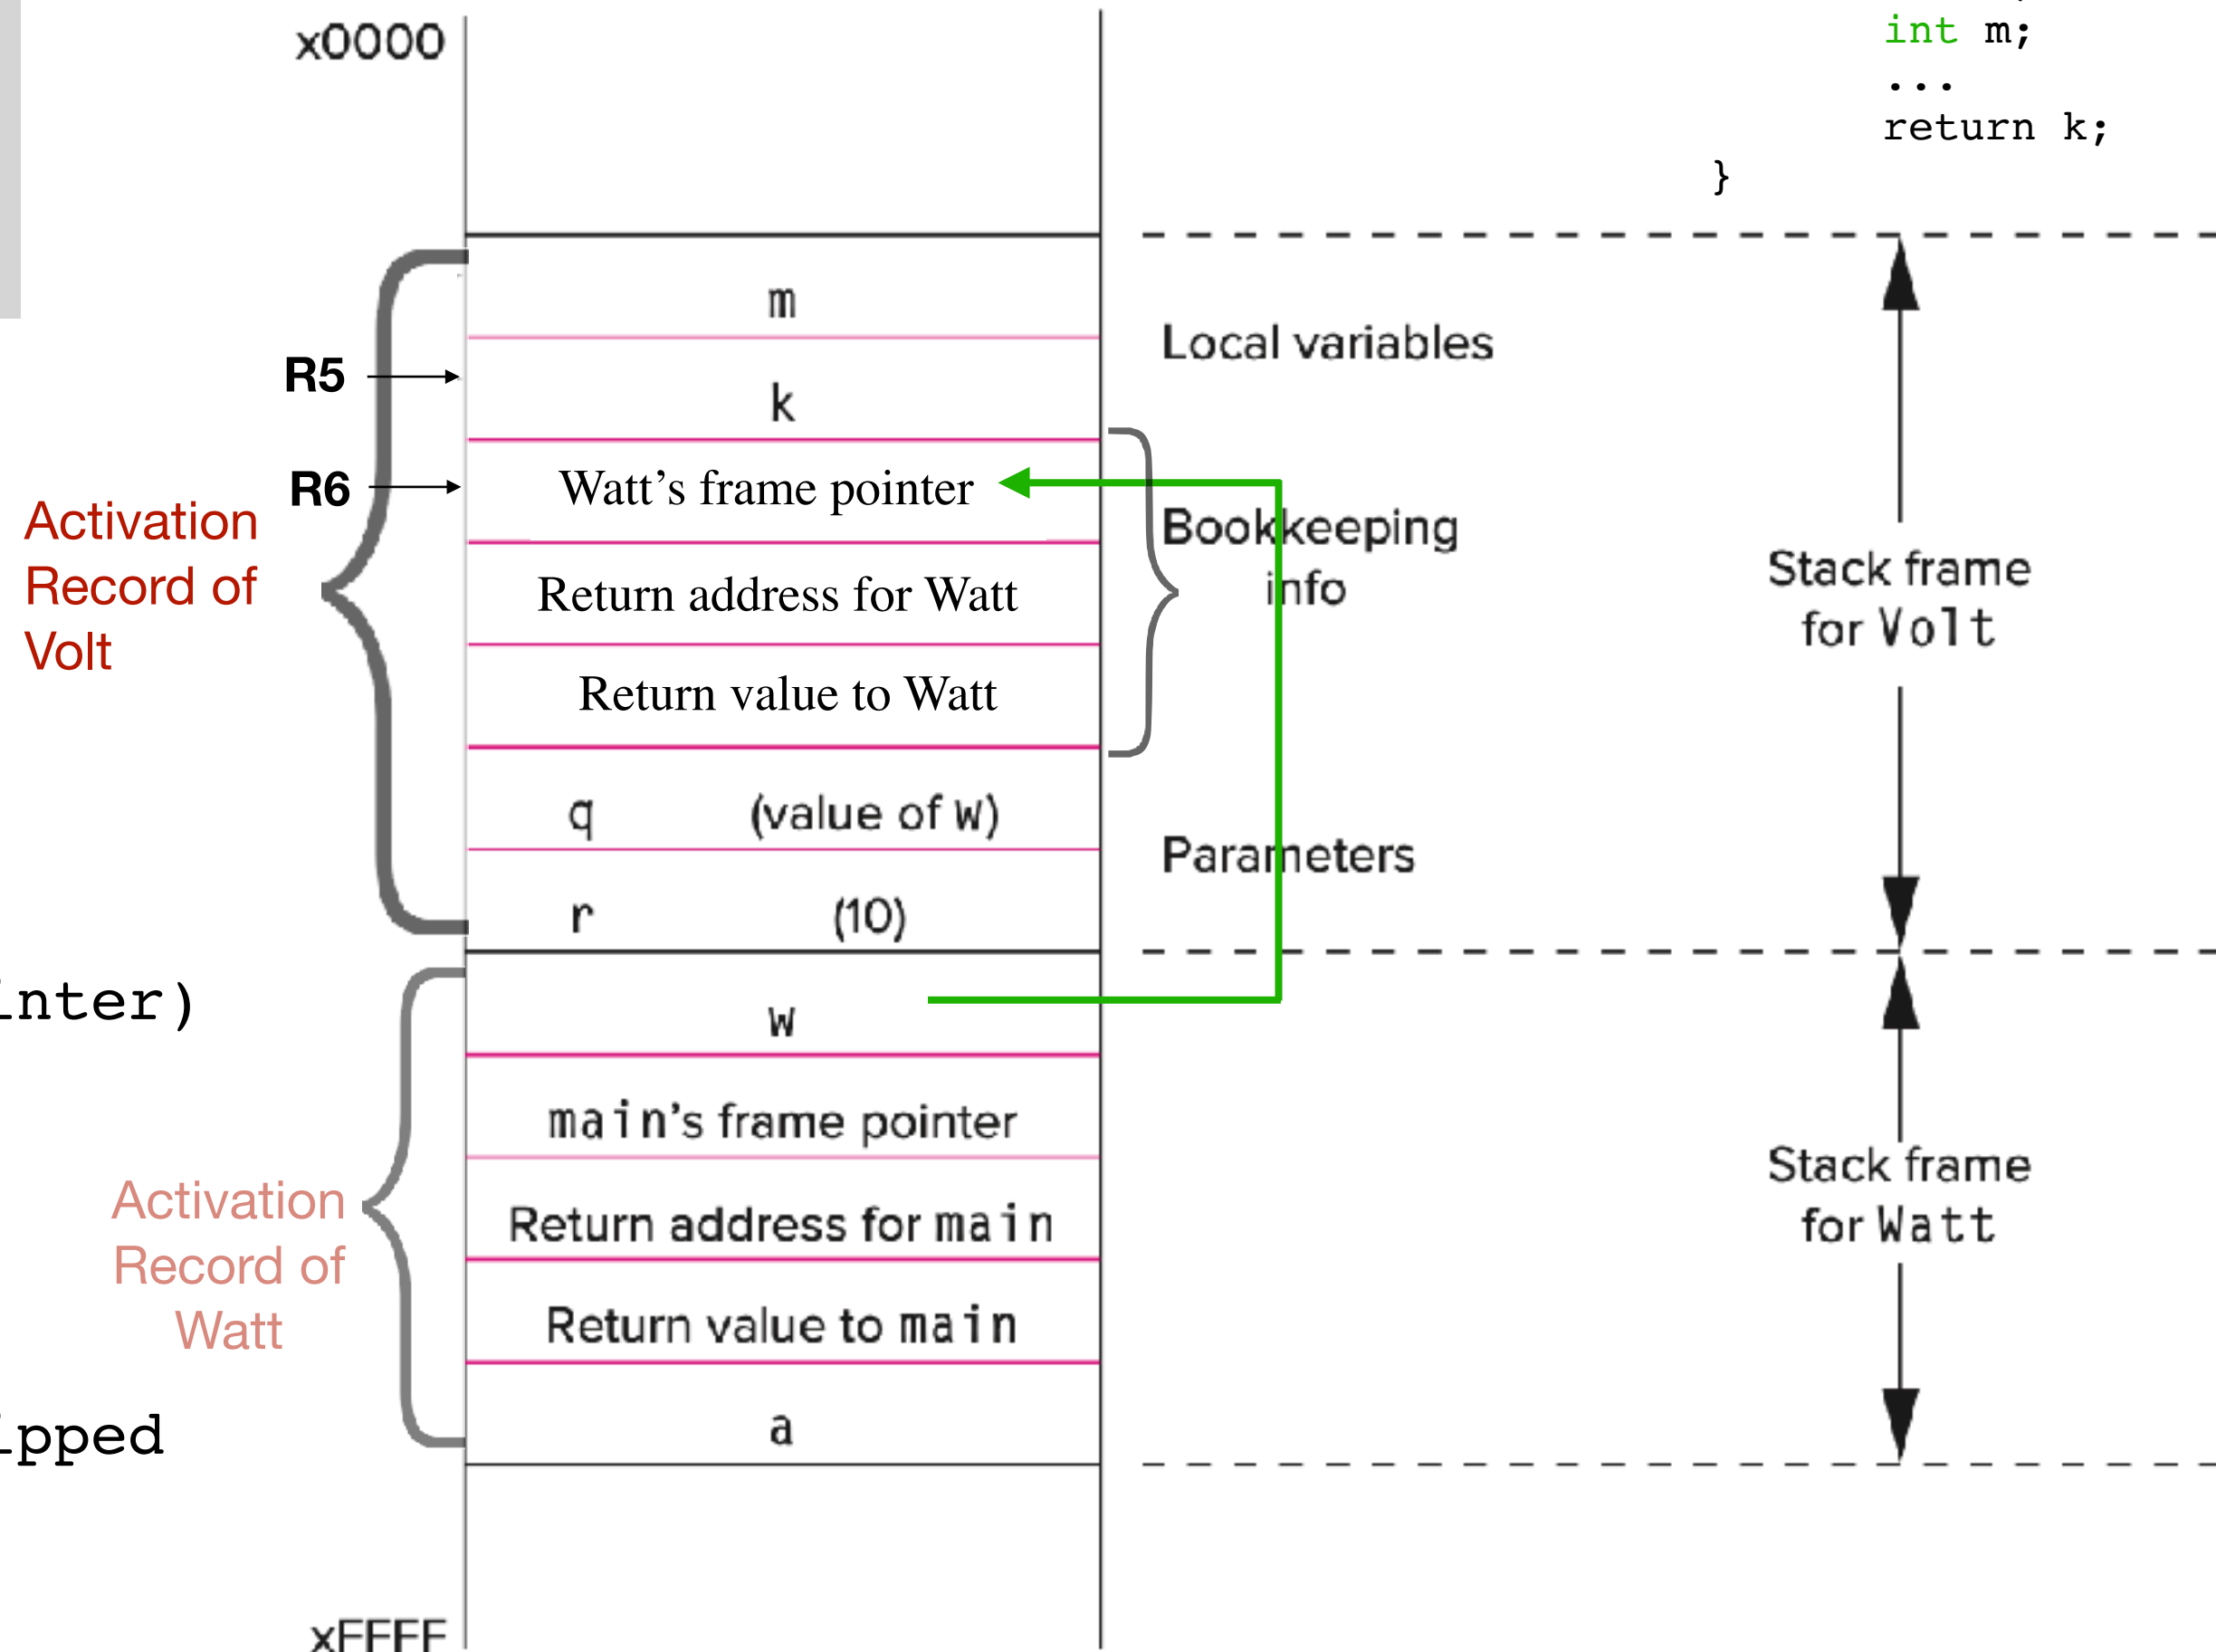 x0000
int m;
...
return k;
}
m
Local variables
R5
k
R6
Watt's frame pointer
Bookkeeping
info
Activation
Record of
Volt
Return address for Watt
Stack frame
for Volt
Return value to Watt
q (value of w)
Parameters
r (10)
inter)
w
main's frame pointer
Activation
Record of
Watt
Return address for main
Stack frame
for Watt
Return value to main
ipped
a
xFFFF